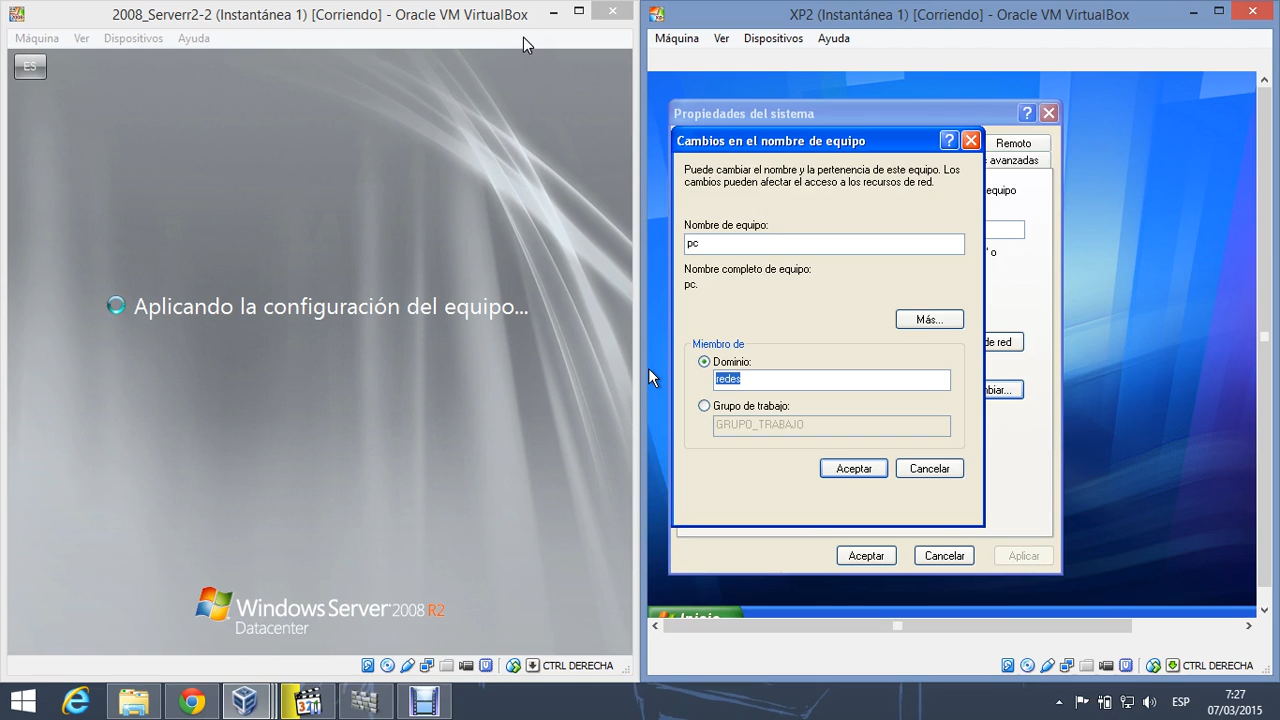 2008_Serverr2-2 (Instantánea 1) [Corriendo] - Oracle VM VirtualBox
Máquina Ver Dispositivos Ayuda
ES
Aplicando la configuración del equipo...
Windows Server 2008 R2
Datacenter
CTRL DERECHA
XP2 (Instantánea 1) [Corriendo] - Oracle VM VirtualBox
Máquina Ver Dispositivos Ayuda
Propiedades del sistema
Cambios en el nombre de equipo
Remoto
avanzadas
Puede cambiar el nombre y la pertenencia de este equipo. Los
cambios pueden afectar el acceso a los recursos de red.
equipo
Nombre de equipo:
pc
' o
Nombre completo de equipo:
pc.
Más...
de red
Miembro de
Dominio:
redes
biar...
Grupo de trabajo:
GRUPO_TRABAJO
Aceptar Cancelar
Aceptar Cancelar Aplicar
Inicio
CTRL DERECHA
321
ESP
7:27
07/03/2015